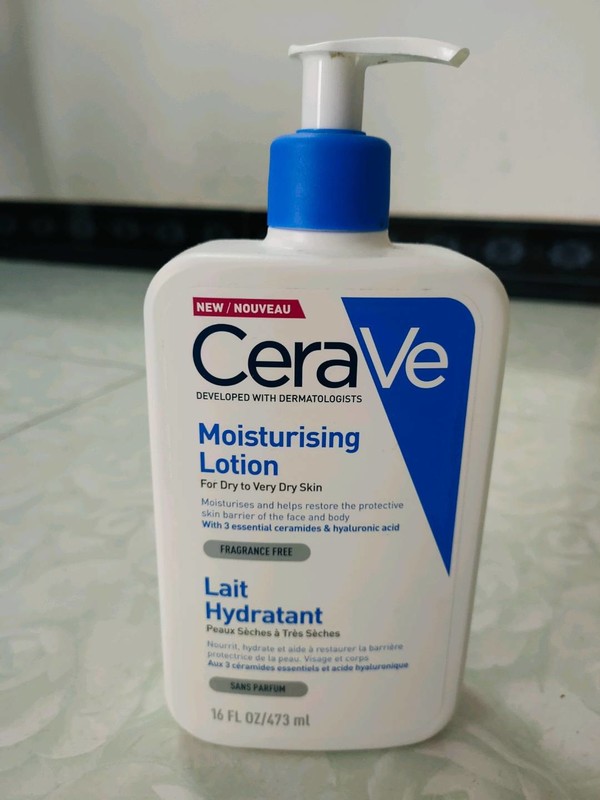 NEW / NOUVEAU
CeraVe
DEVELOPED WITH DERMATOLOGISTS
Moisturising
Lotion
For Dry to Very Dry Skin
Moisturises and helps restore the protective
skin barrier of the face and body
With 3 essential ceramides & hyaluronic acid
FRAGRANCE FREE
Lait
Hydratant
Peaux Sèches à Très Sèches
Nourrit, hydrate et aide à restaurer la barrière
protectrice de la peau. Visage et corps
Aux 3 céramides essentiels et acide hyaluronique
SANS PARFUM
16 FL OZ/473 ml